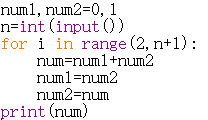 num1,num2=0,1
n=int(input())
for i in range(2,n+1):
    num=num1+num2
    num1=num2
    num2=num
print(num)